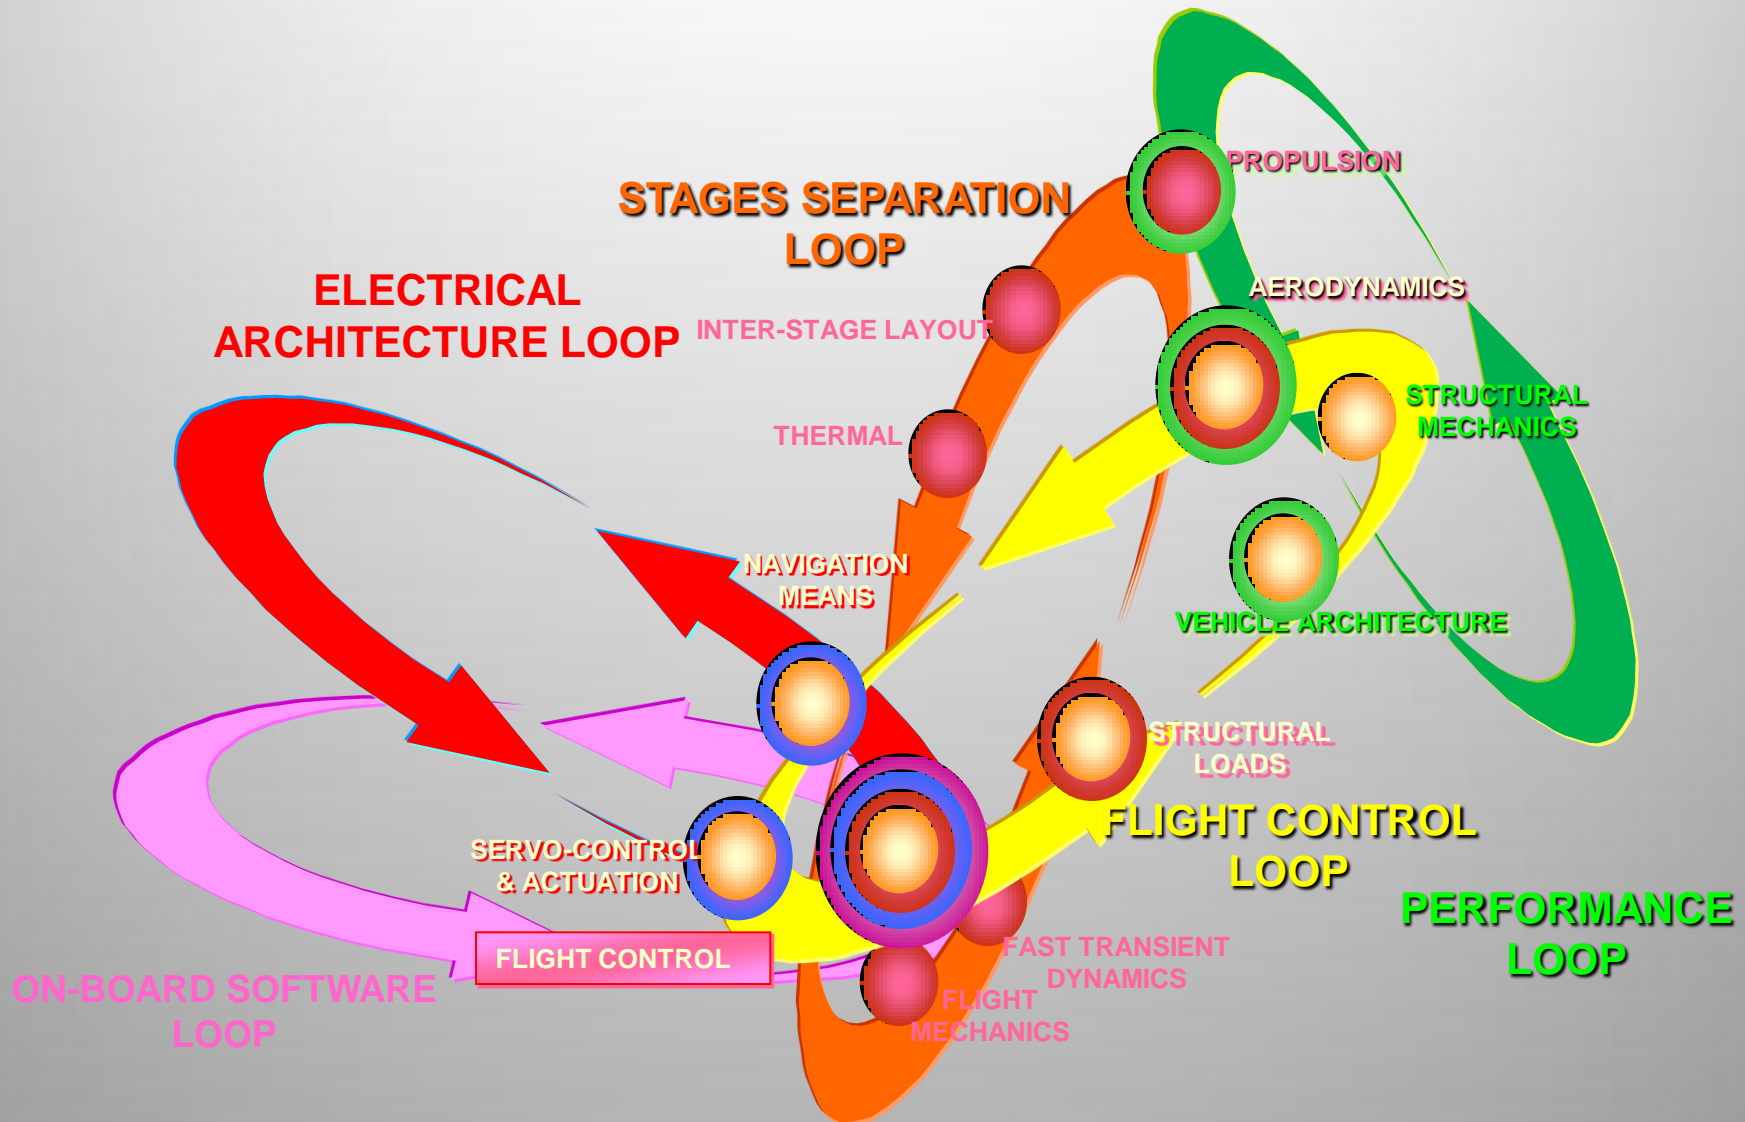 PROPULSION
STAGES SEPARATION
LOOP
AERODYNAMICS
ELECTRICAL
ARCHITECTURE LOOP
INTER-STAGE LAYOUT
STRUCTURAL
MECHANICS
THERMAL
NAVIGATION
MEANS
VEHICLE ARCHITECTURE
STRUCTURAL
LOADS
FLIGHT CONTROL
LOOP
SERVO-CONTROL
& ACTUATION
PERFORMANCE
LOOP
FLIGHT CONTROL
FAST TRANSIENT
DYNAMICS
ON-BOARD SOFTWARE
LOOP
FLIGHT
MECHANICS